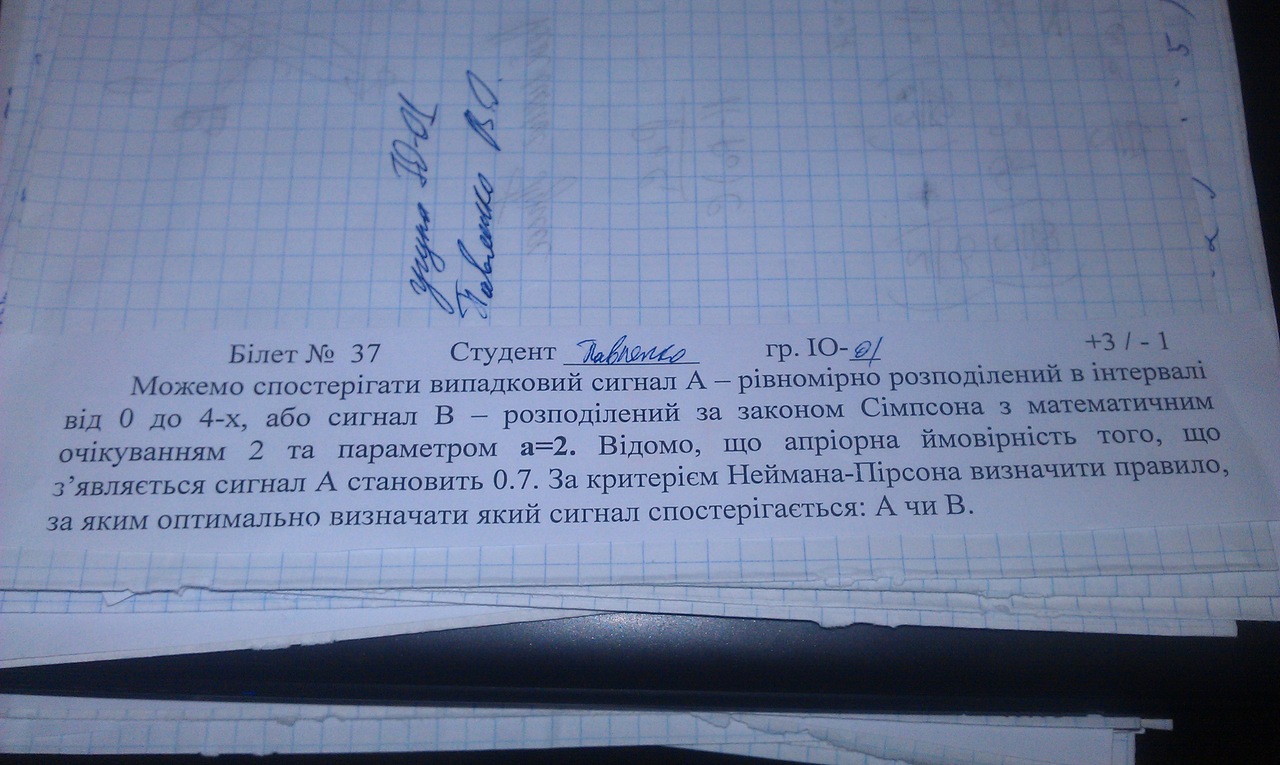 група ІО-01
Павленко В.О.
Білет № 37 Студент Павленко гр. ІО-01 +3 / - 1
Можемо спостерігати випадковий сигнал А – рівномірно розподілений в інтервалі
від 0 до 4-х, або сигнал В – розподілений за законом Сімпсона з математичним
очікуванням 2 та параметром а=2. Відомо, що апріорна ймовірність того, що
з’являється сигнал А становить 0.7. За критерієм Неймана-Пірсона визначити правило,
за яким оптимально визначати який сигнал спостерігається: А чи В.